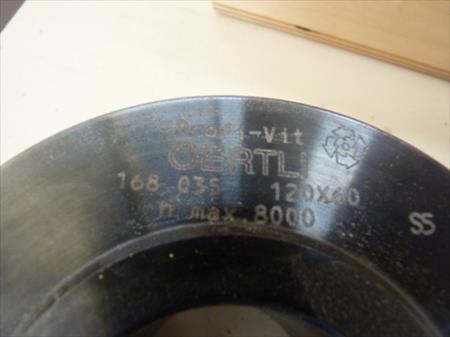 Profi-Vit
OERTLI
168 035 120X60
n max.8000
SS